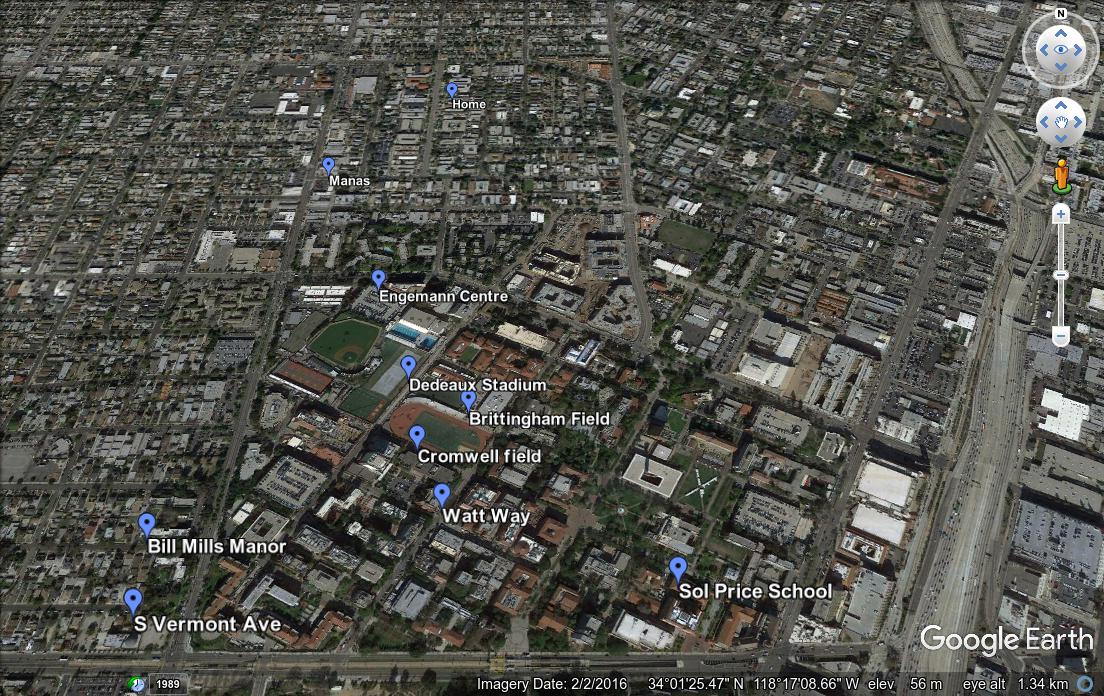 N
Home
Manas
Engemann Centre
Dedeaux Stadium
Brittingham Field
Cromwell field
Watt Way
Bill Mills Manor
Sol Price School
S Vermont Ave
Google Earth
1989
Imagery Date: 2/2/2016 34°01'25.47" N 118°17'08.66" W elev 56 m eye alt 1.34 km